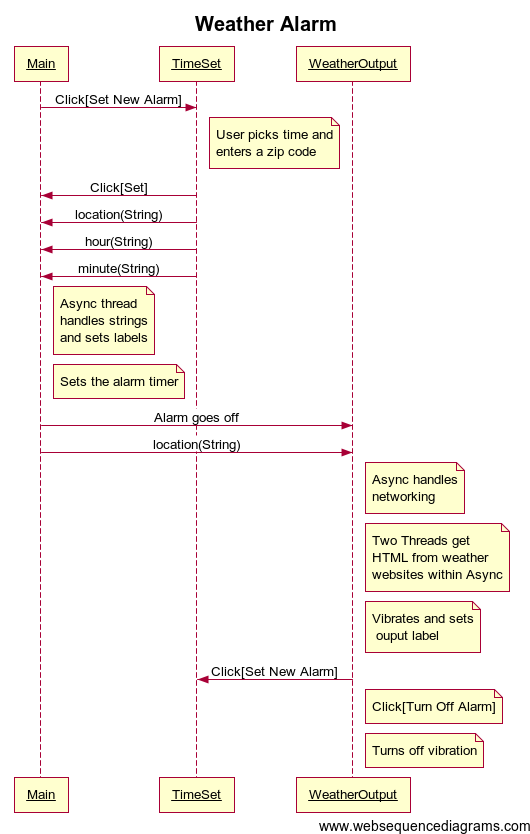 Weather Alarm
Main
TimeSet
WeatherOutput
Click[Set New Alarm]
User picks time and
enters a zip code
Click[Set]
location(String)
hour(String)
minute(String)
Async thread
handles strings
and sets labels
Sets the alarm timer
Alarm goes off
location(String)
Async handles
networking
Two Threads get
HTML from weather
websites within Async
Vibrates and sets
ouput label
Click[Set New Alarm]
Click[Turn Off Alarm]
Turns off vibration
Main
TimeSet
WeatherOutput
www.websequencediagrams.com